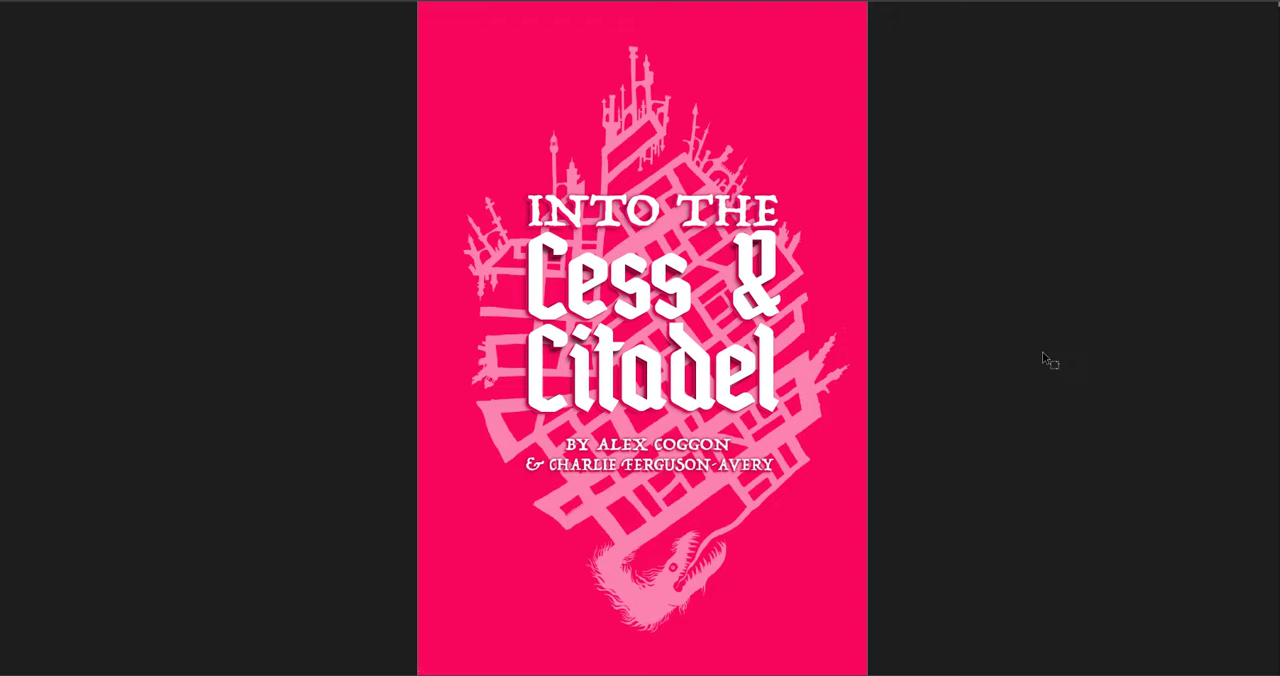 INTO THE
Cess &
Citadel
BY ALEX COGGON
& CHARLIE FERGUSON-AVERY